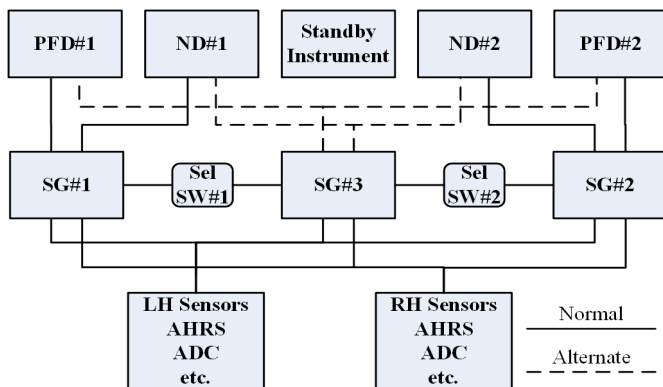 PFD#1
ND#1
Standby
Instrument
ND#2
PFD#2
SG#1
Sel
SW#1
SG#3
Sel
SW#2
SG#2
LH Sensors
AHRS
ADC
etc.
RH Sensors
AHRS
ADC
etc.
Normal
Alternate